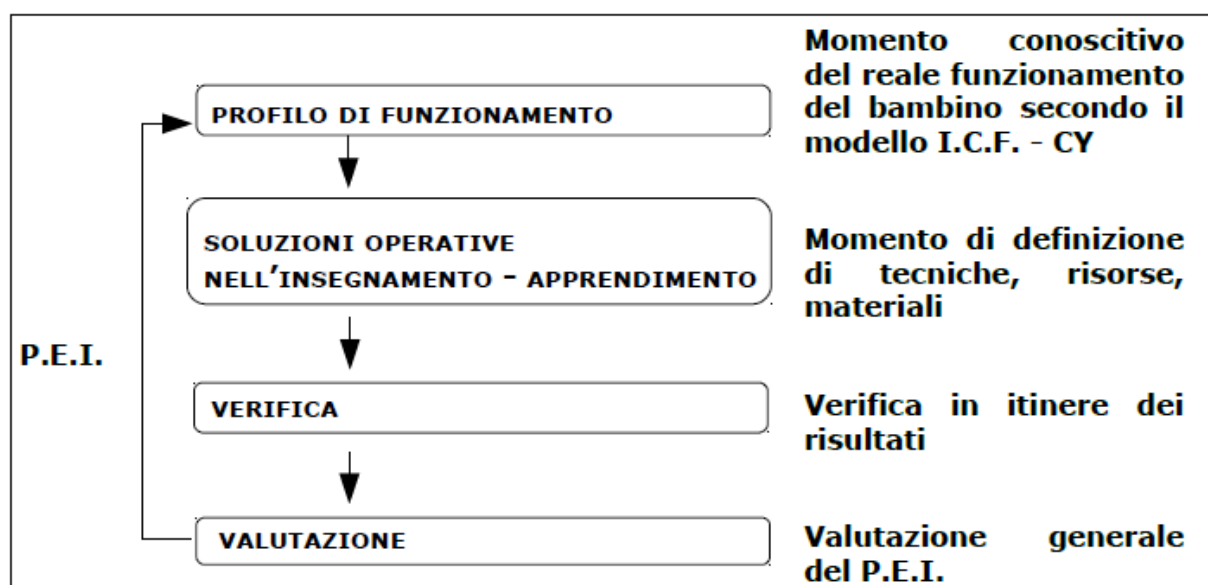 Momento conoscitivo
del reale funzionamento
del bambino secondo il
modello I.C.F. - CY
PROFILO DI FUNZIONAMENTO
SOLUZIONI OPERATIVE
NELL'INSEGNAMENTO - APPRENDIMENTO
Momento di definizione
di tecniche, risorse,
materiali
P.E.I.
VERIFICA
Verifica in itinere dei
risultati
VALUTAZIONE
Valutazione generale
del P.E.I.